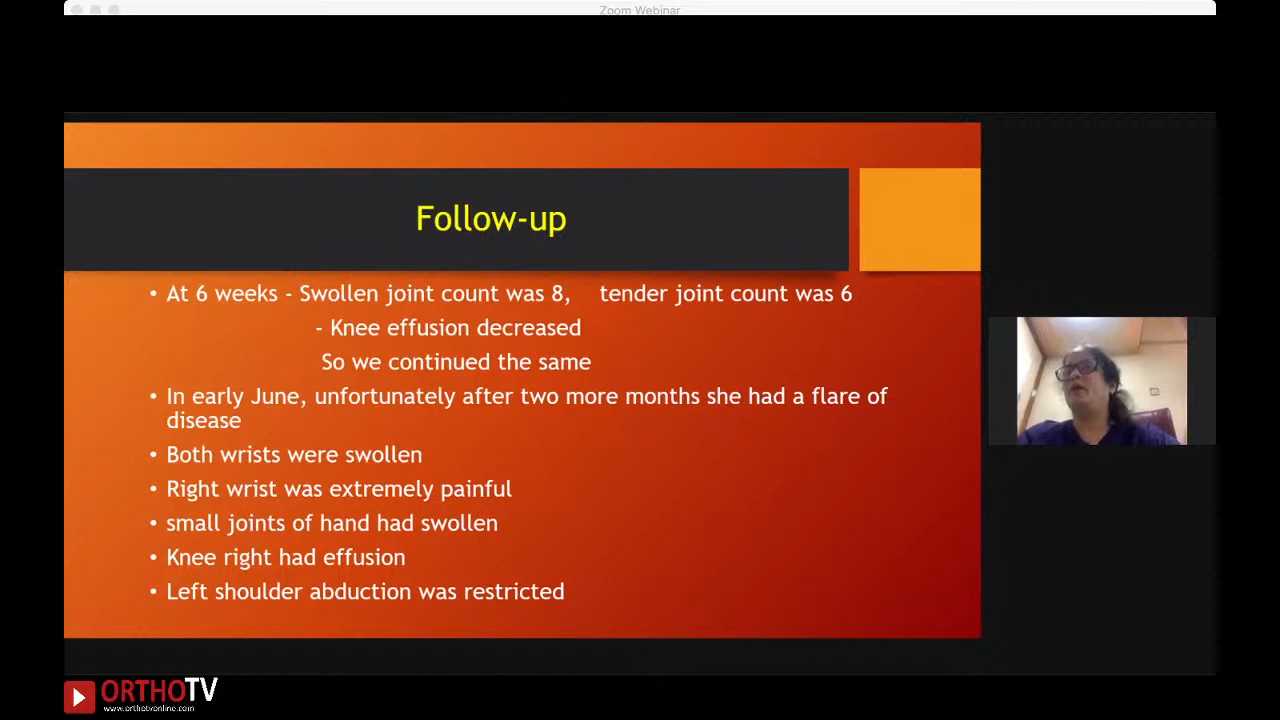 Zoom Webinar
Follow-up
• At 6 weeks - Swollen joint count was 8, tender joint count was 6
- Knee effusion decreased
So we continued the same
• In early June, unfortunately after two more months she had a flare of
disease
• Both wrists were swollen
• Right wrist was extremely painful
• small joints of hand had swollen
• Knee right had effusion
• Left shoulder abduction was restricted
ORTHOTV
www.orthotvonline.com